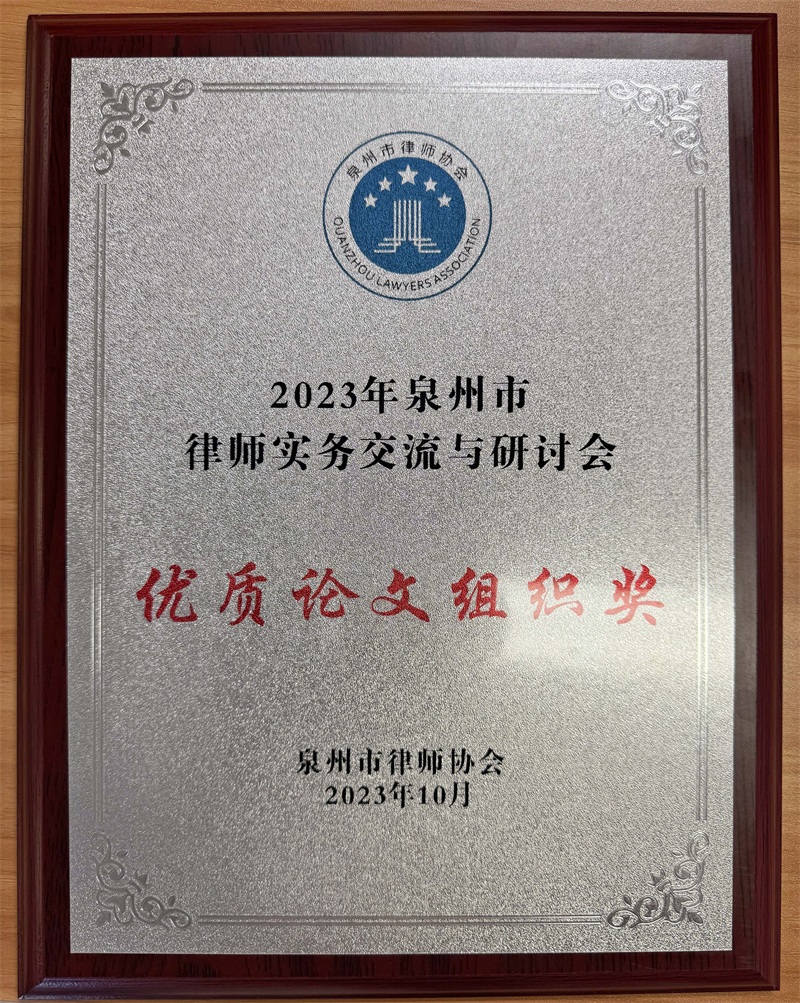 泉州市律师协会
QUANZHOU LAWYERS ASSOCIATION
2023年泉州市
律师实务交流与研讨会
优质论文组织奖
泉州市律师协会
2023年10月